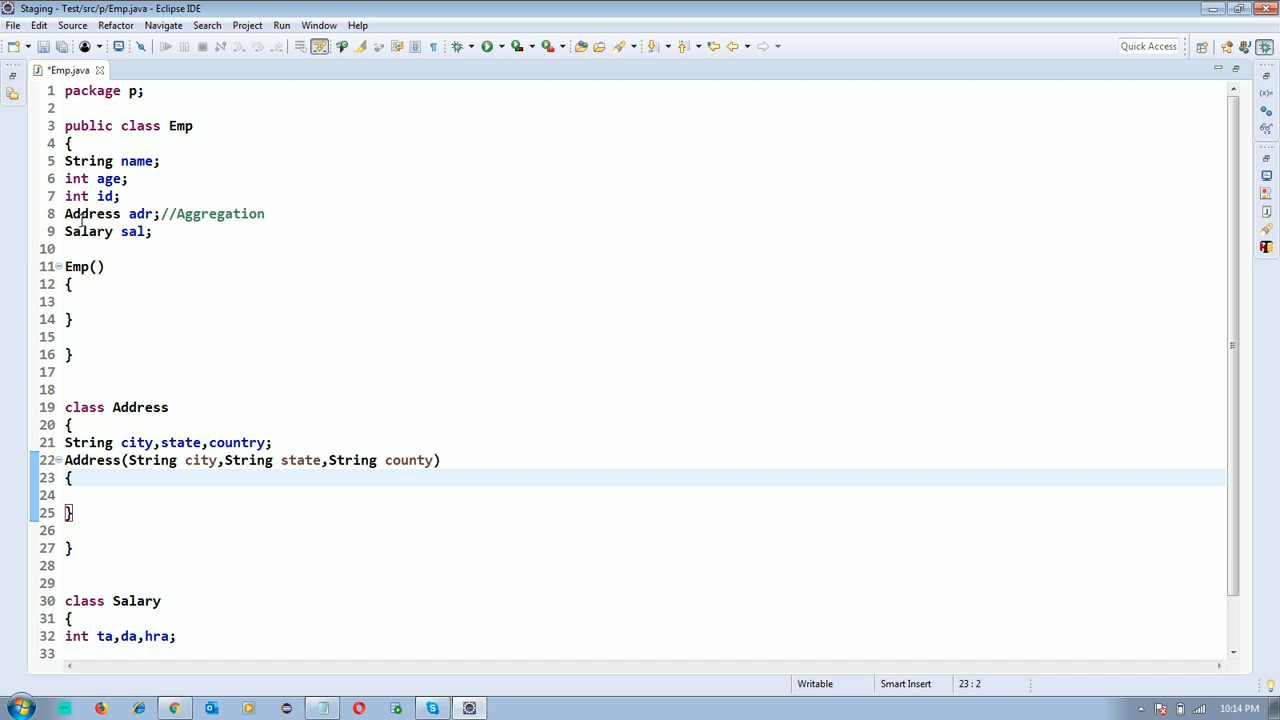 Staging - Test/src/p/Emp.java - Eclipse IDE
File Edit Source Refactor Navigate Search Project Run Window Help
Quick Access
*Emp.java
1 package p;
2
3 public class Emp
4 {
5 String name;
6 int age;
7 int id;
8 Address adr;//Aggregation
9 Salary sal;
10
11 Emp()
12 {
13
14 }
15
16 }
17
18
19 class Address
20 {
21 String city,state,country;
22 Address(String city,String state,String county)
23 {
24
25 }
26
27 }
28
29
30 class Salary
31 {
32 int ta,da,hra;
33
Writable Smart Insert 23 : 2
10:14 PM